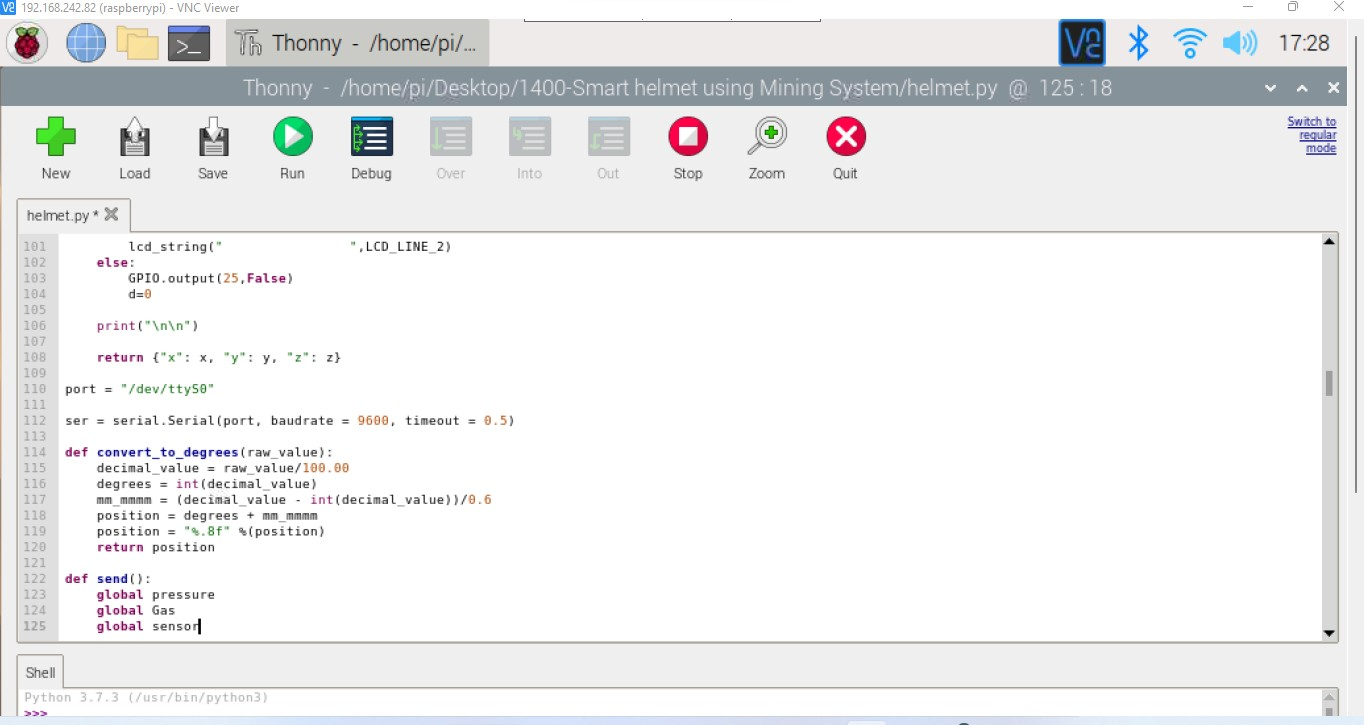 192.168.242.82 (raspberrypi) - VNC Viewer
Thonny - /home/pi/...
17:28
Thonny - /home/pi/Desktop/1400-Smart helmet using Mining System/helmet.py @ 125 : 18
New Load Save Run Debug Over Into Out Stop Zoom Quit
Switch to
regular
mode
helmet.py *
101         lcd_string("                ",LCD_LINE_2)
102     else:
103         GPIO.output(25,False)
104         d=0
105
106     print("\n\n")
107
108     return {"x": x, "y": y, "z": z}
109
110 port = "/dev/ttyS0"
111
112 ser = serial.Serial(port, baudrate = 9600, timeout = 0.5)
113
114 def convert_to_degrees(raw_value):
115     decimal_value = raw_value/100.00
116     degrees = int(decimal_value)
117     mm_mmmm = (decimal_value - int(decimal_value))/0.6
118     position = degrees + mm_mmmm
119     position = "%.8f" %(position)
120     return position
121
122 def send():
123     global pressure
124     global Gas
125     global sensor
Shell
Python 3.7.3 (/usr/bin/python3)
>>>